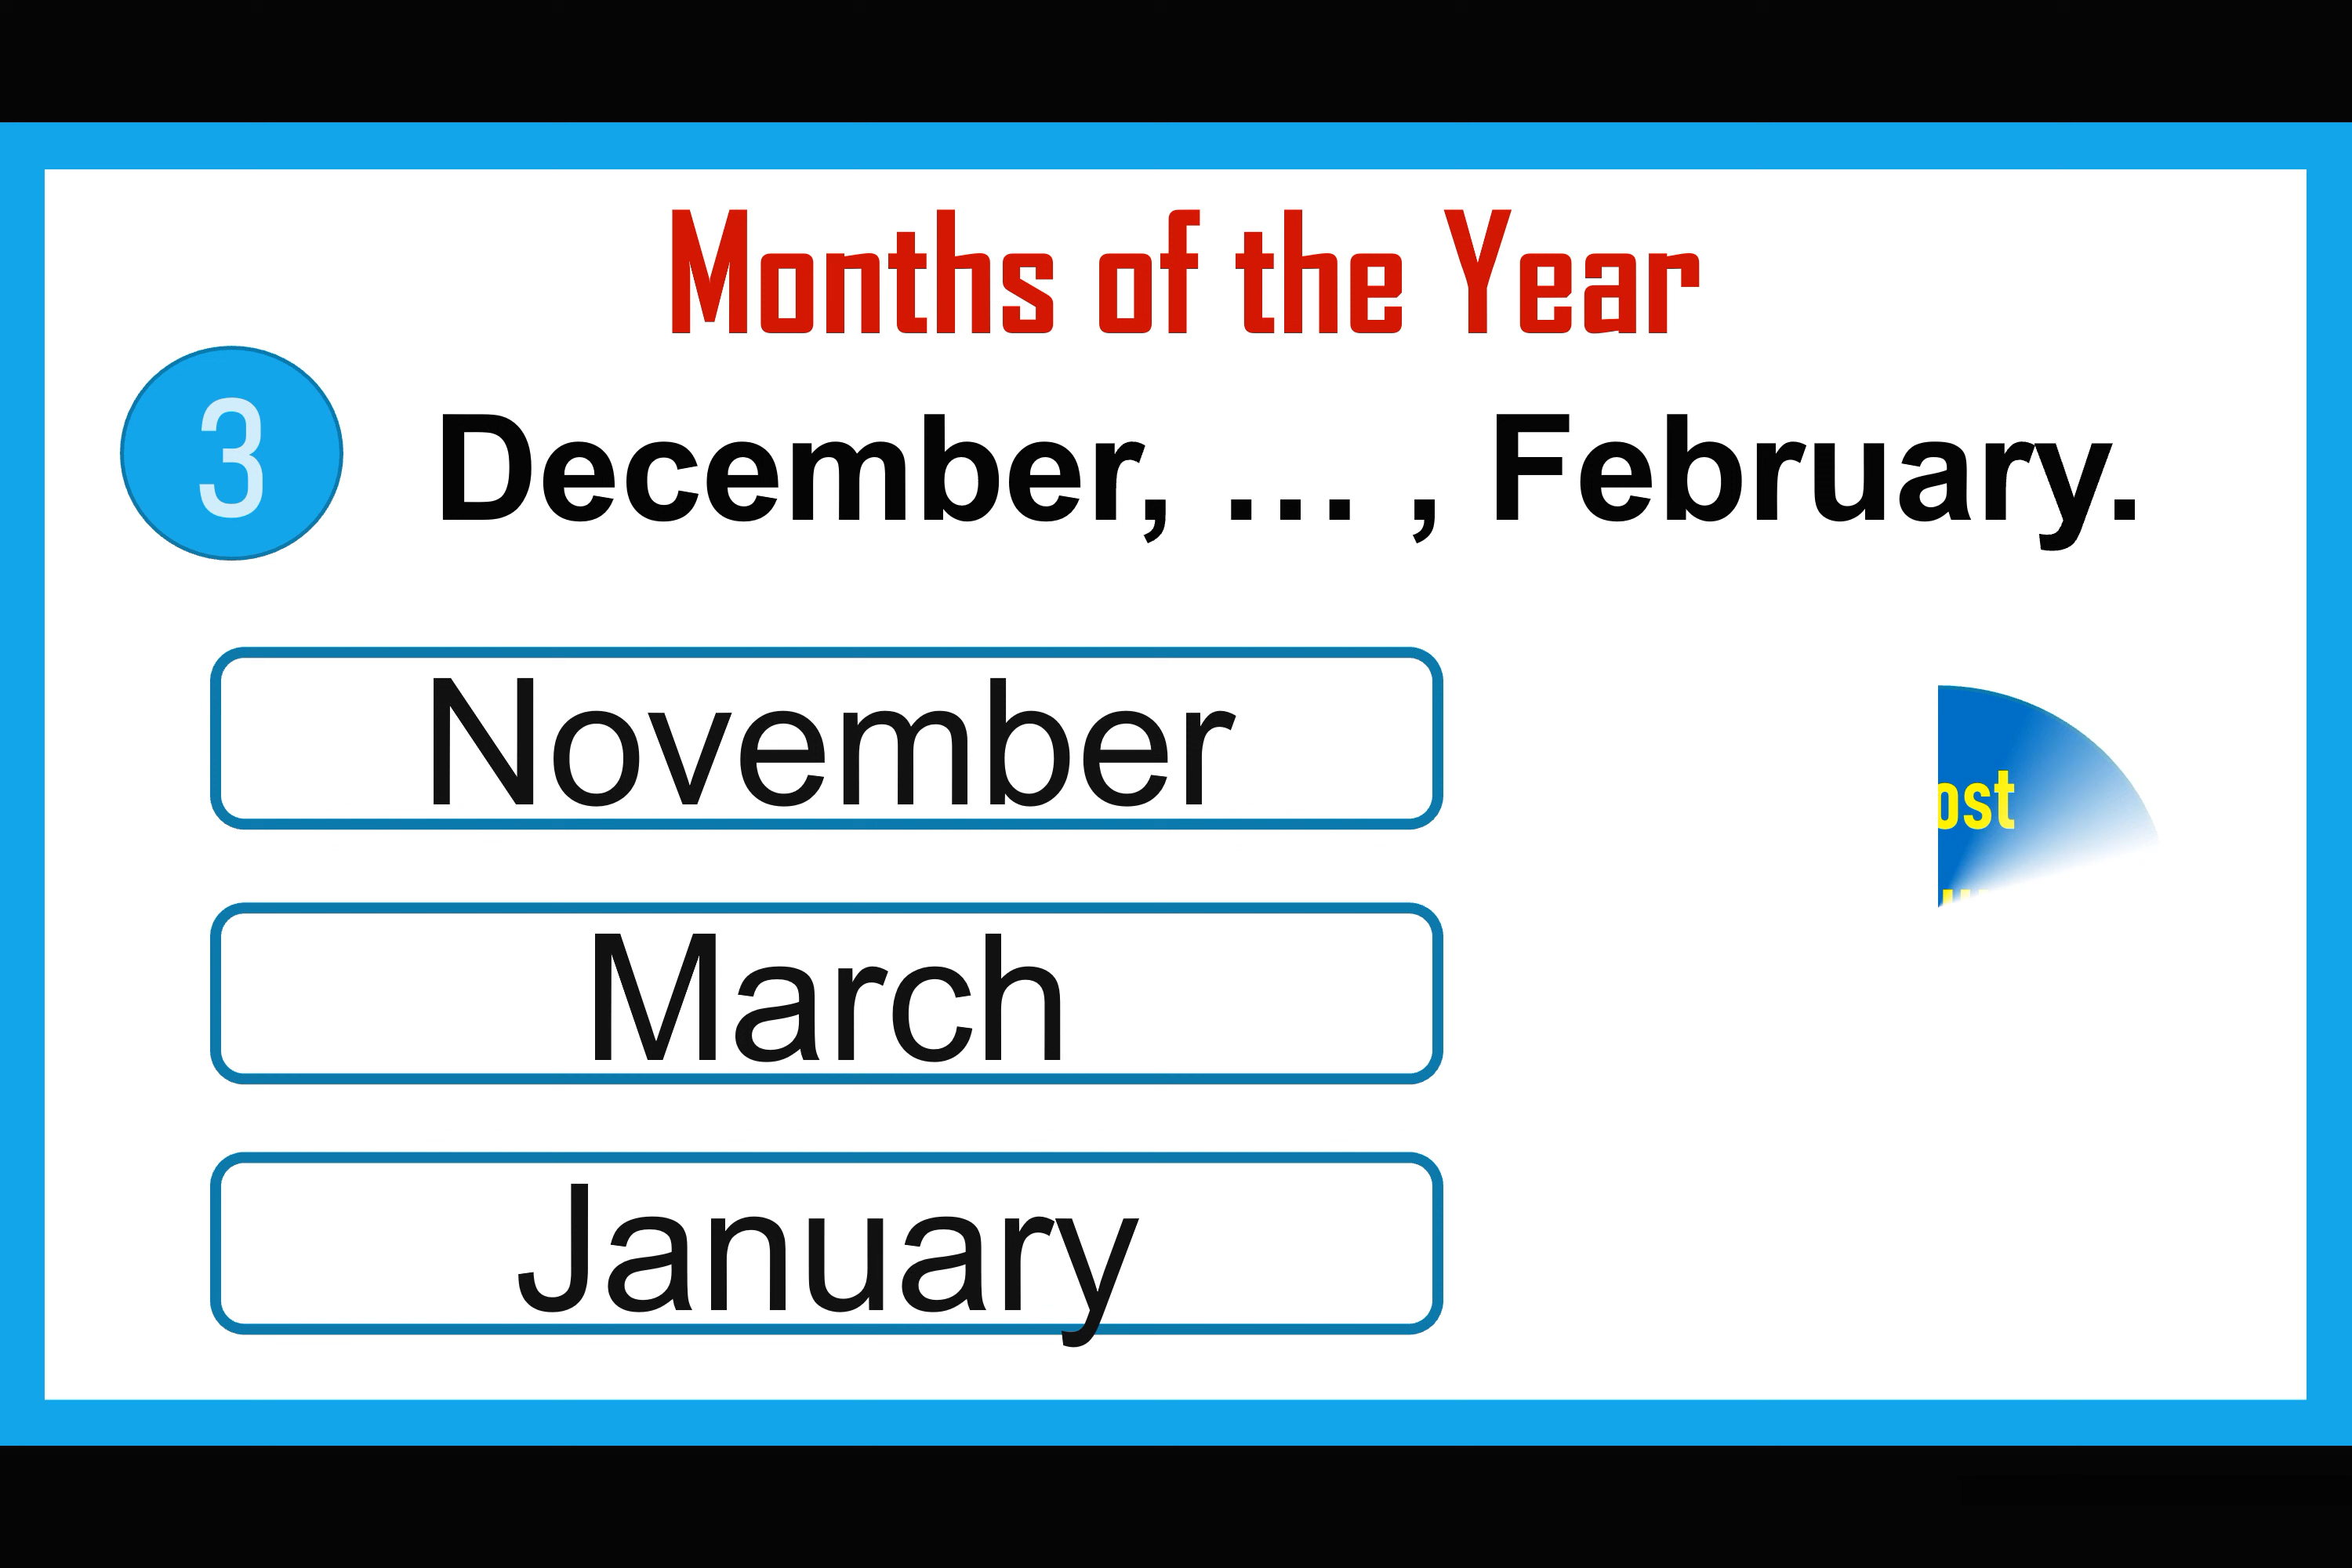 Months of the Year
3
December, ... , February.
November
ost
March
January